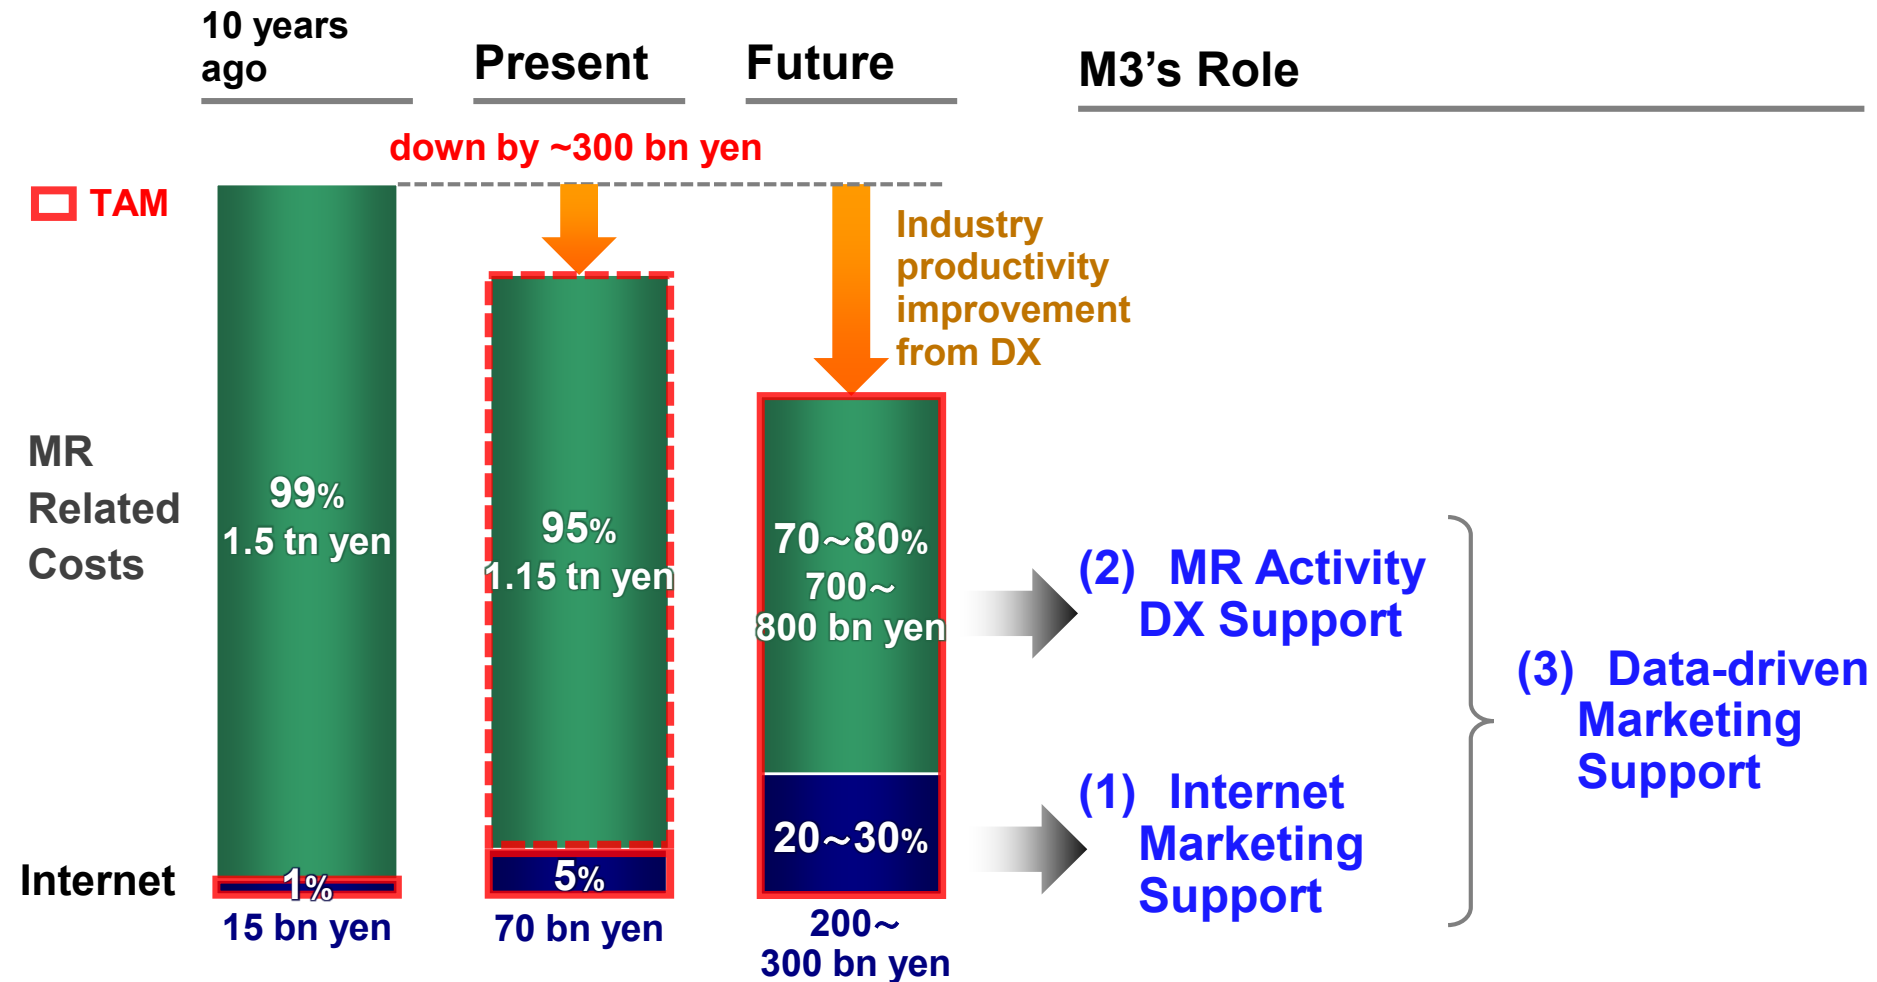 10 years
ago
Present
Future
M3's Role
down by ~300 bn yen
TAM
Industry
productivity
improvement
from DX
MR
Related
Costs
99%
1.5 tn yen
95%
1.15 tn yen
70～80%
700～
800 bn yen
(2) MR Activity
DX Support
(3) Data-driven
Marketing
Support
(1) Internet
Marketing
Support
Internet
1%
5%
20～30%
15 bn yen
70 bn yen
200～
300 bn yen